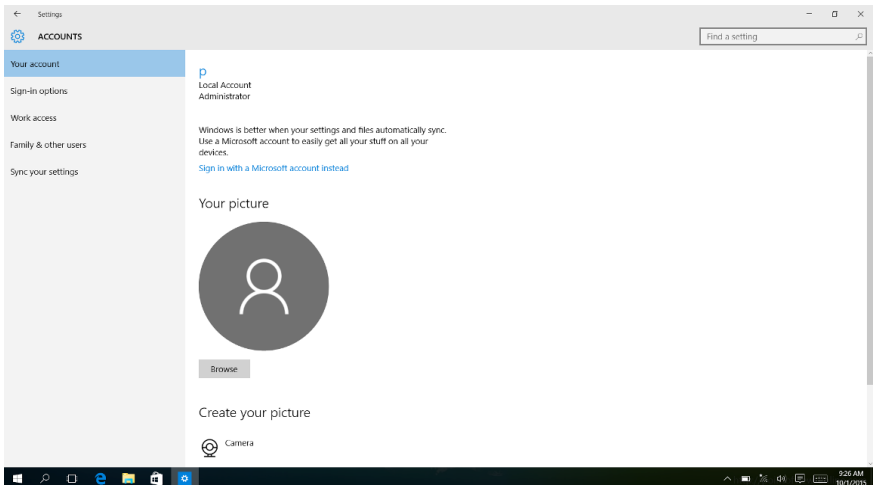 Settings
ACCOUNTS
Find a setting
Your account
Sign-in options
Work access
Family & other users
Sync your settings
p
Local Account
Administrator
Windows is better when your settings and files automatically sync.
Use a Microsoft account to easily get all your stuff on all your
devices.
Sign in with a Microsoft account instead
Your picture
Browse
Create your picture
Camera
9:26 AM
10/1/2015